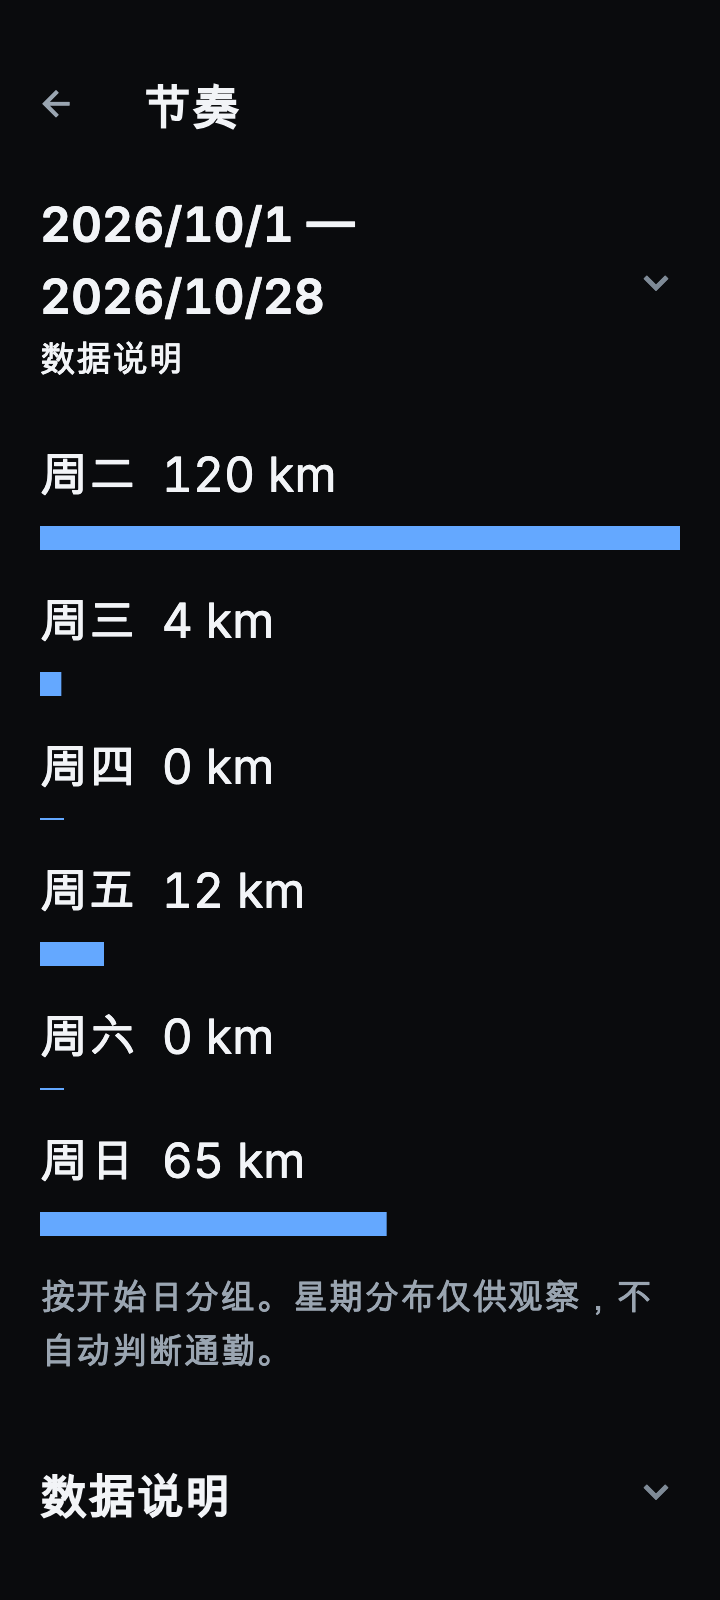 节奏
2026/10/1 —
2026/10/28
数据说明
周二 120 km
周三 4 km
周四 0 km
周五 12 km
周六 0 km
周日 65 km
按开始日分组。星期分布仅供观察，不
自动判断通勤。
数据说明